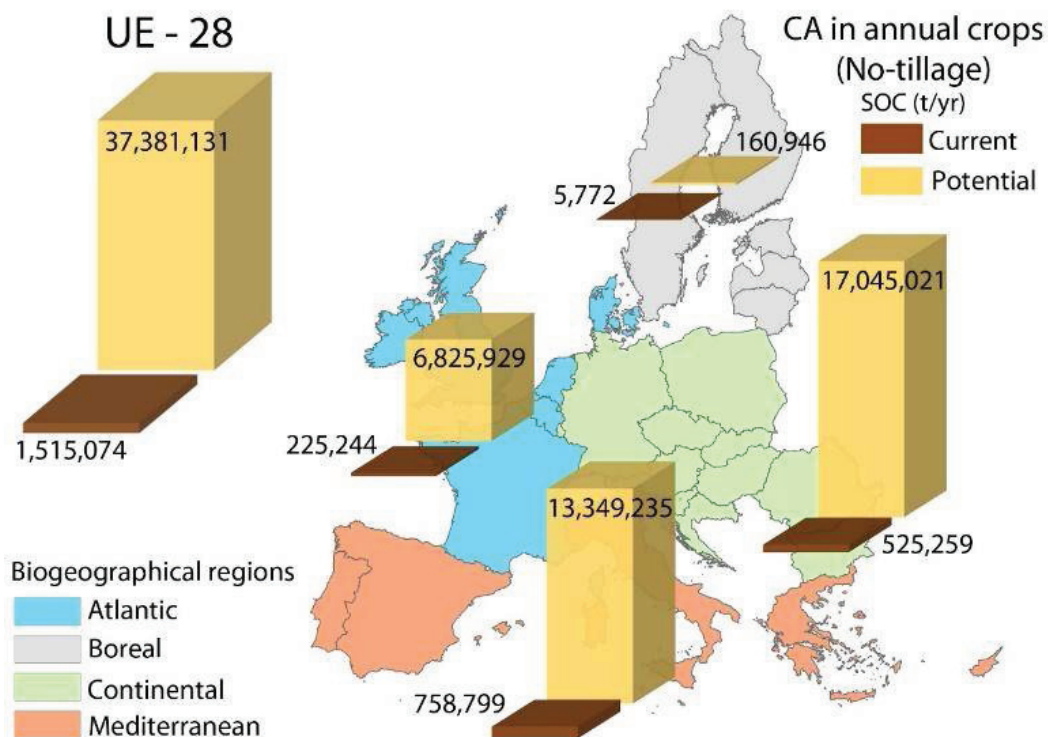 UE - 28
37,381,131
1,515,074
CA in annual crops
(No-tillage)
SOC (t/yr)
Current
Potential
160,946
5,772
17,045,021
525,259
6,825,929
225,244
13,349,235
758,799
Biogeographical regions
Atlantic
Boreal
Continental
Mediterranean